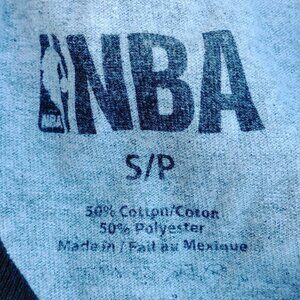 NBA
NBA
S/P
50% Cotton/Coton
50% Polyester
Made in / Fait au Mexique